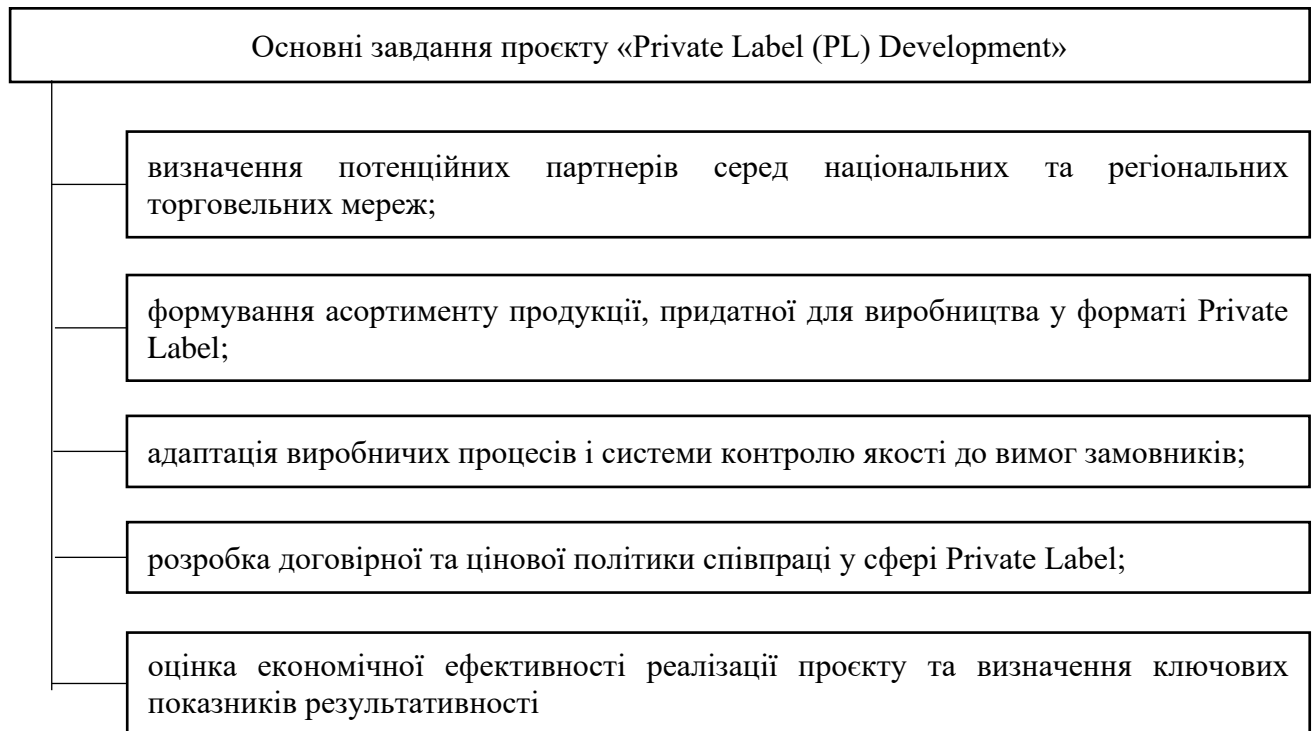 Основні завдання проєкту «Private Label (PL) Development»
визначення потенційних партнерів серед національних та регіональних
торговельних мереж;
формування асортименту продукції, придатної для виробництва у форматі Private
Label;
адаптація виробничих процесів і системи контролю якості до вимог замовників;
розробка договірної та цінової політики співпраці у сфері Private Label;
оцінка економічної ефективності реалізації проєкту та визначення ключових
показників результативності